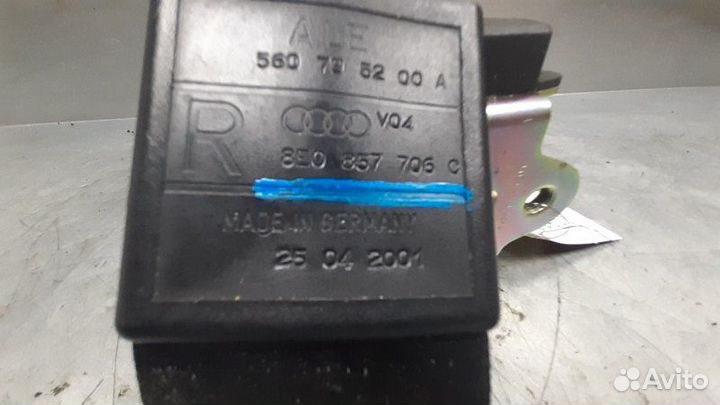 ALE
560 79 52 00 A
R
V04
8E0 857 706 C
MADE IN GERMANY
25 04 2001
Avito